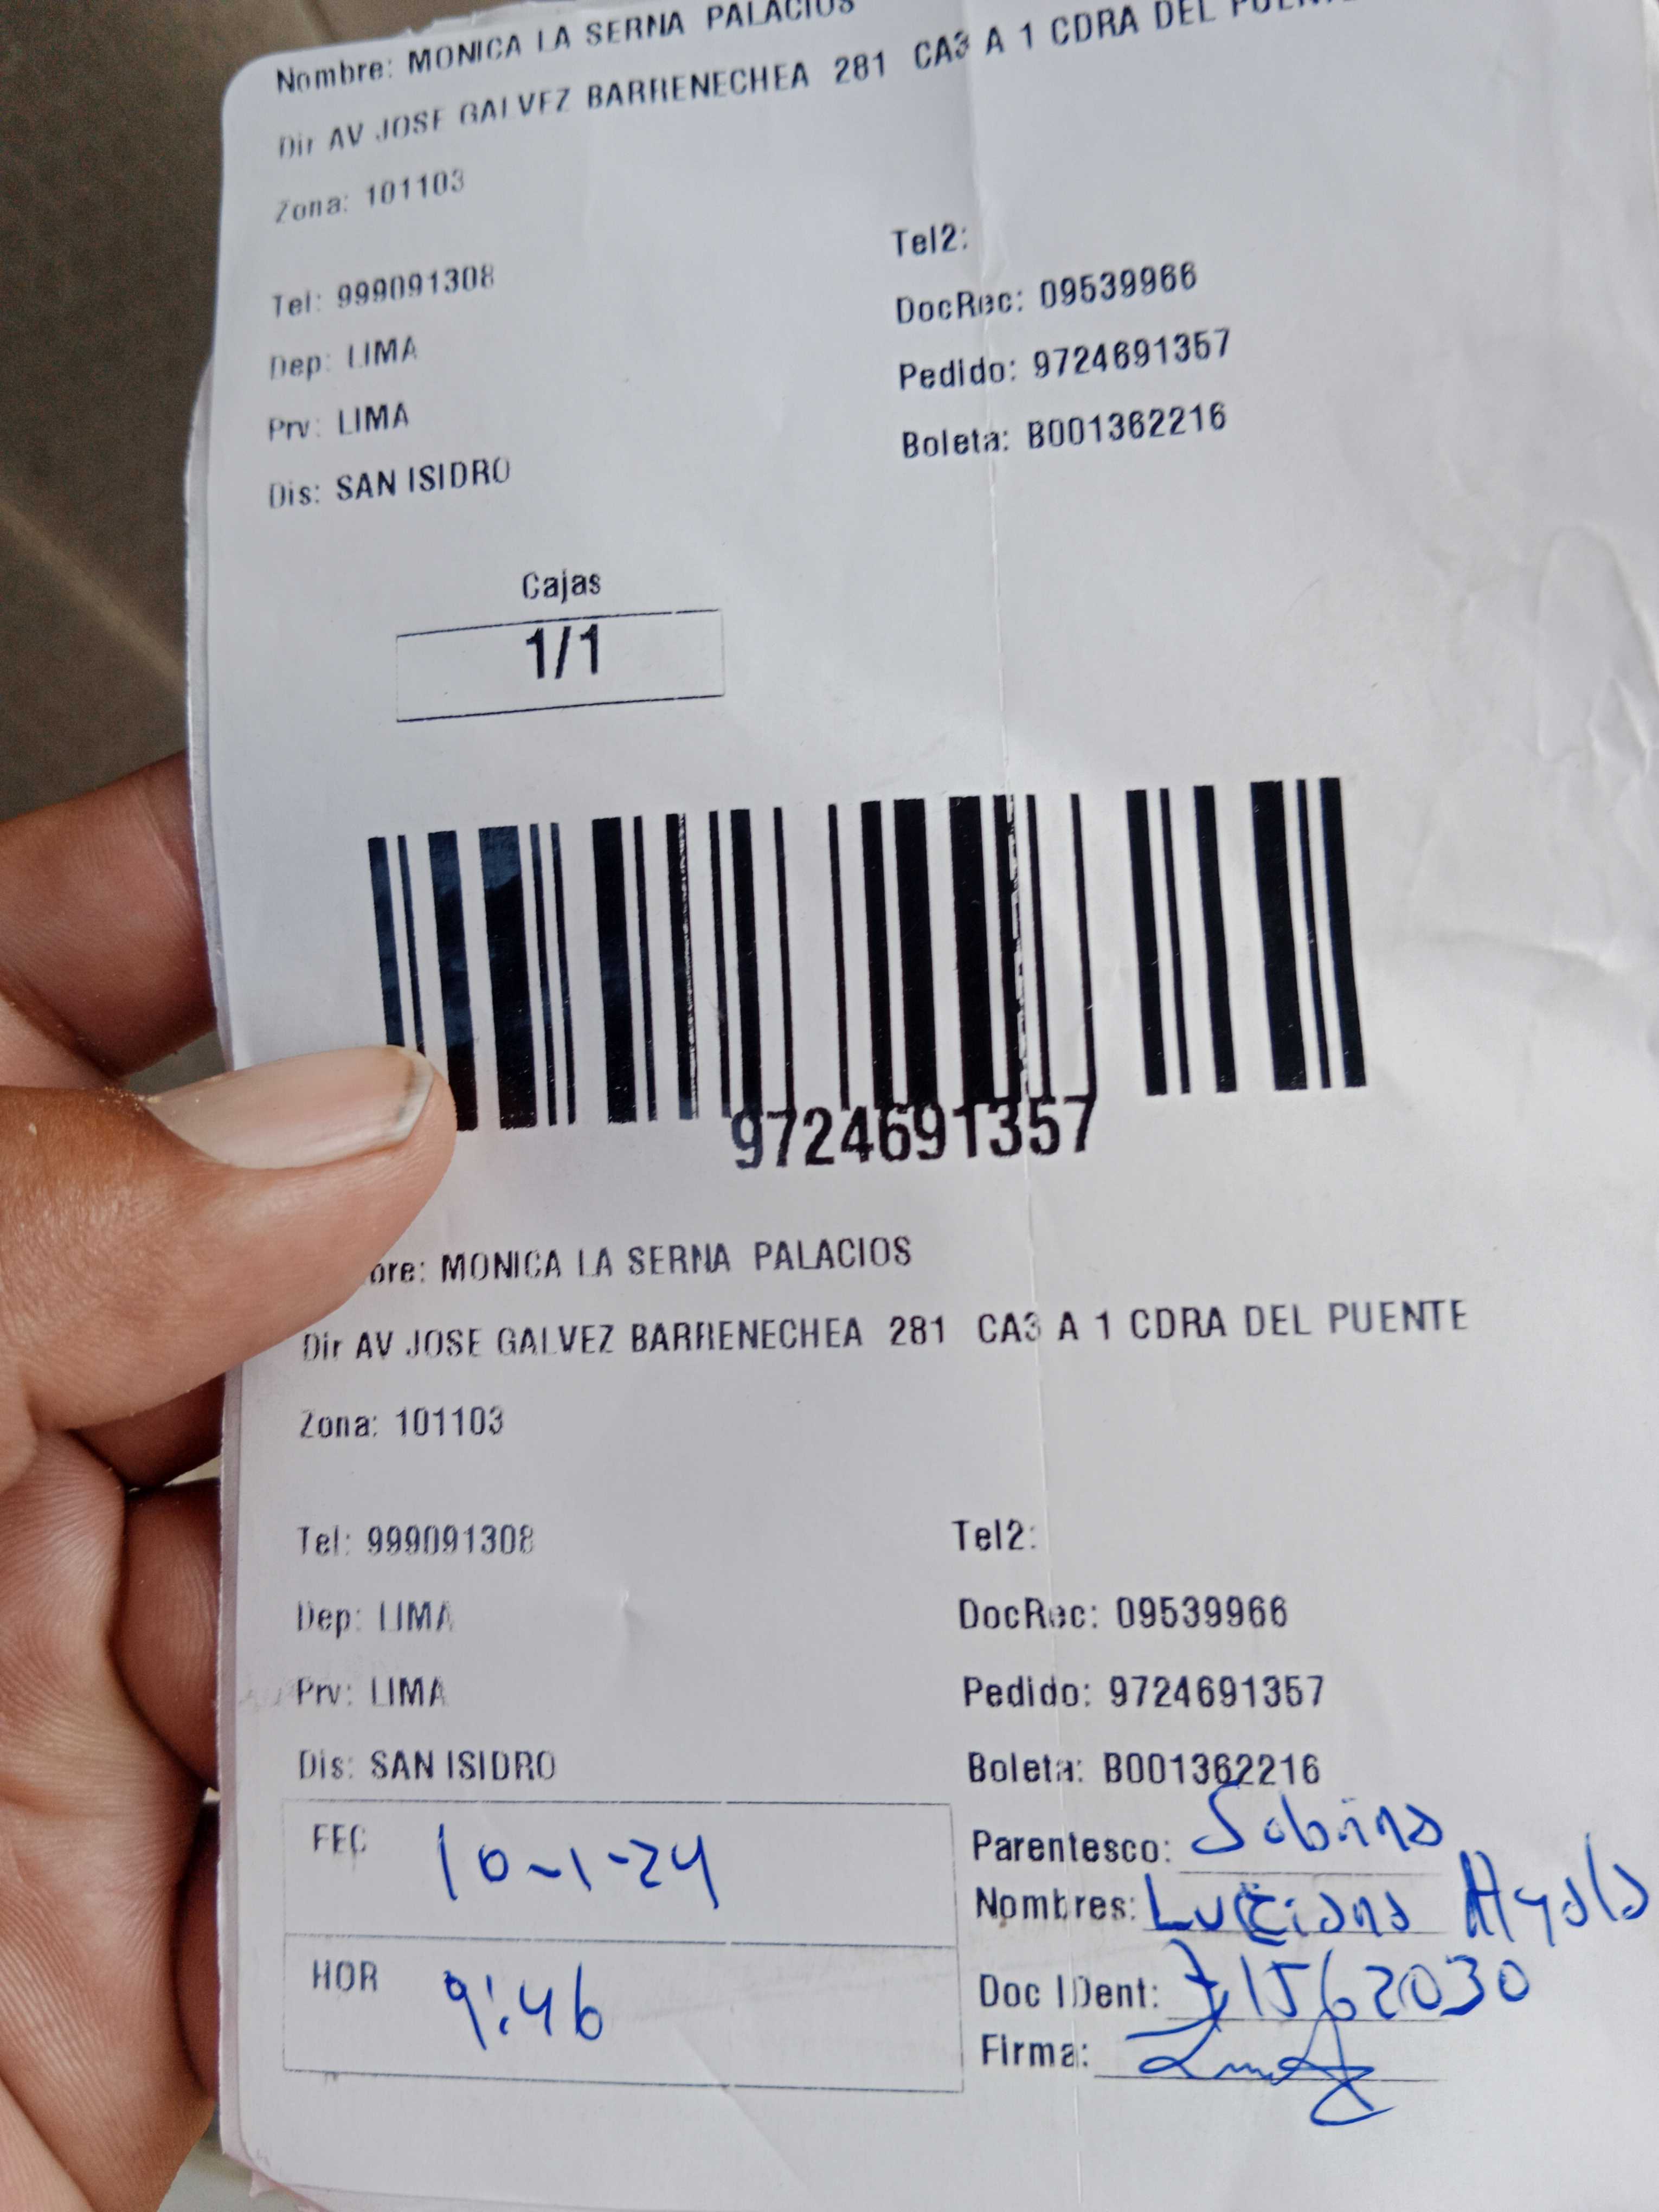 Nombre: MONICA LA SERNA PALACIOS
Dir AV JOSE GALVEZ BARRENECHEA 281 CA3 A 1 CDRA DEL
Zona: 101103
Tel: 999091308
Tel2:
Dep: LIMA
DocRec: 09539966
Prv: LIMA
Pedido: 9724691357
Dis: SAN ISIDRO
Boleta: B001362216
Cajas
1/1
9724691357
bre: MONICA LA SERNA PALACIOS
Dir AV JOSE GALVEZ BARRENECHEA 281 CA3 A 1 CDRA DEL PUENTE
Zona: 101103
Tel: 999091308
Tel2:
Dep: LIMA
DocRec: 09539966
Prv: LIMA
Pedido: 9724691357
Dis: SAN ISIDRO
Boleta: B001362216
FEC 10-1-24
Parentesco: Sobrina
Nombres: Luciana Ayala
HOR 9:46
Doc IDent: 71562030
Firma: